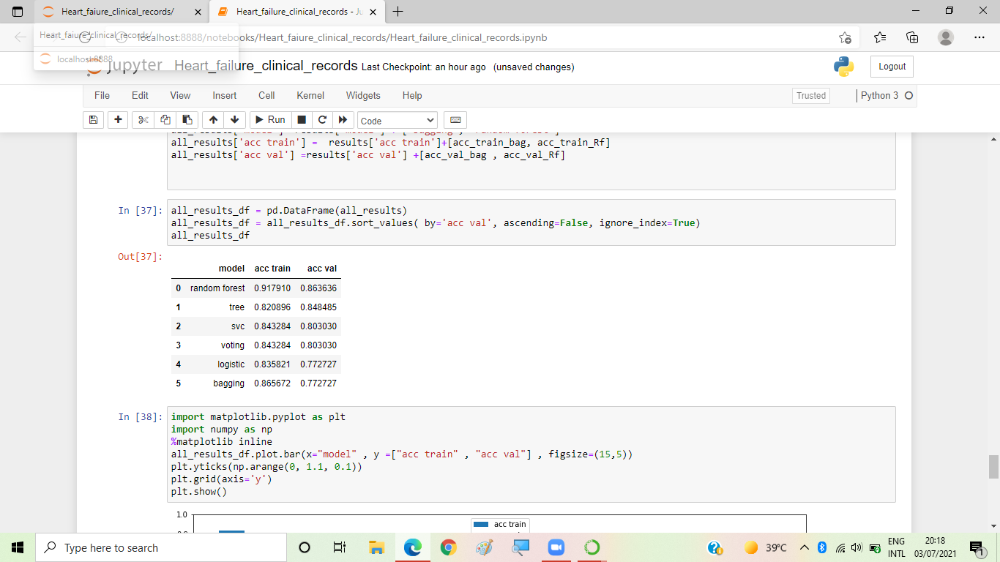 Heart_faiure_clinical_records/
Heart_failure_clinical_records - Ju
Heart_faiure_clinical_records/
localhost:8888/notebooks/Heart_faiure_clinical_records/Heart_failure_clinical_records.ipynb
localhost:8888
jupyter Heart_failure_clinical_records Last Checkpoint: an hour ago (unsaved changes)
Logout
File Edit View Insert Cell Kernel Widgets Help
Trusted
Python 3
Run
Code
all_results['acc train'] =  results['acc train']+[acc_train_bag, acc_train_Rf]
all_results['acc val'] =results['acc val'] +[acc_val_bag , acc_val_Rf]
In [37]: all_results_df = pd.DataFrame(all_results)
all_results_df = all_results_df.sort_values( by='acc val', ascending=False, ignore_index=True)
all_results_df
Out[37]:
model acc train acc val
0 random forest 0.917910 0.863636
1 tree 0.820896 0.848485
2 svc 0.843284 0.803030
3 voting 0.843284 0.803030
4 logistic 0.835821 0.772727
5 bagging 0.865672 0.772727
In [38]: import matplotlib.pyplot as plt
import numpy as np
%matplotlib inline
all_results_df.plot.bar(x="model" , y =["acc train" , "acc val"] , figsize=(15,5))
plt.yticks(np.arange(0, 1.1, 0.1))
plt.grid(axis='y')
plt.show()
1.0
acc train
Type here to search
39°C
ENG
INTL
20:18
03/07/2021
1